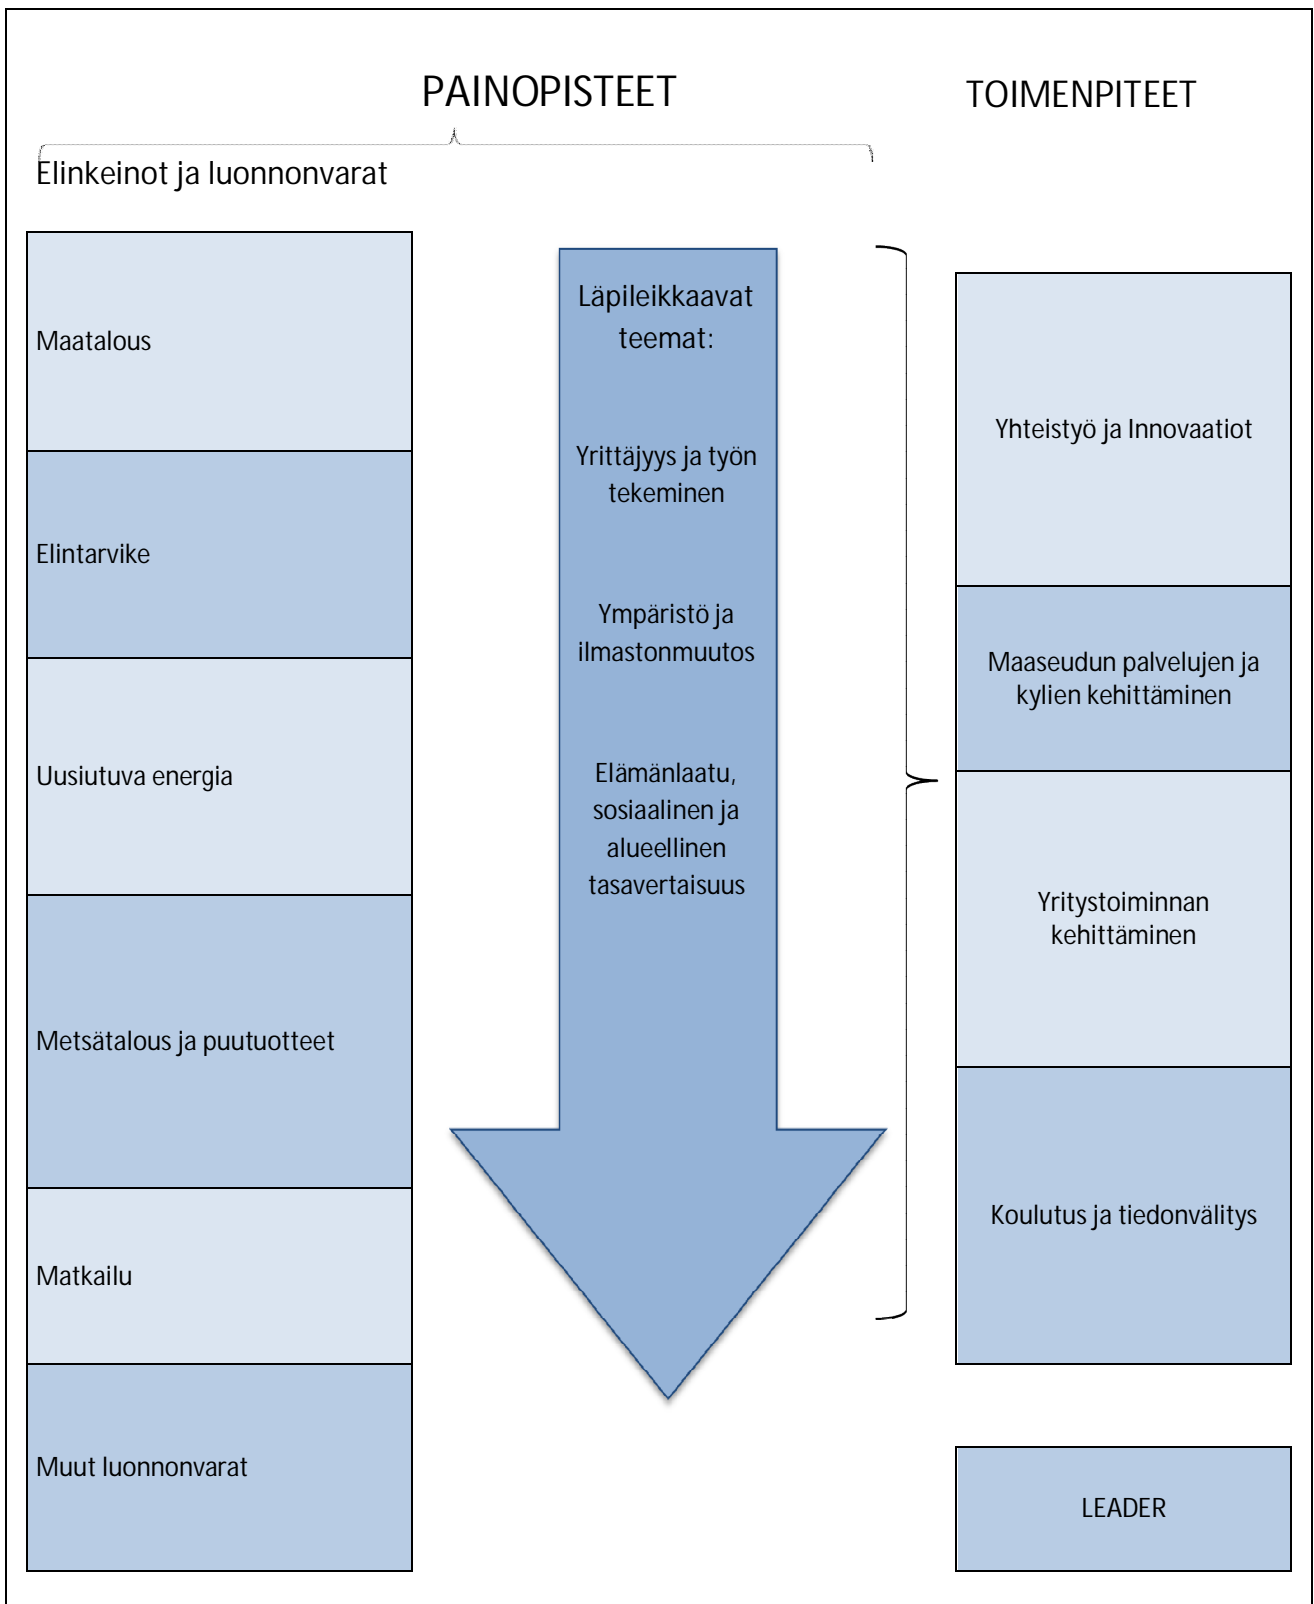 PAINOPISTEET
TOIMENPITEET
Elinkeinot ja luonnonvarat
Maatalous
Elintarvike
Uusiutuva energia
Metsätalous ja puutuotteet
Matkailu
Muut luonnonvarat
Läpileikkaavat
teemat:
Yrittäjyys ja työn
tekeminen
Ympäristö ja
ilmastonmuutos
Elämänlaatu,
sosiaalinen ja
alueellinen
tasavertaisuus
Yhteistyö ja Innovaatiot
Maaseudun palvelujen ja
kylien kehittäminen
Yritystoiminnan
kehittäminen
Koulutus ja tiedonvälitys
LEADER